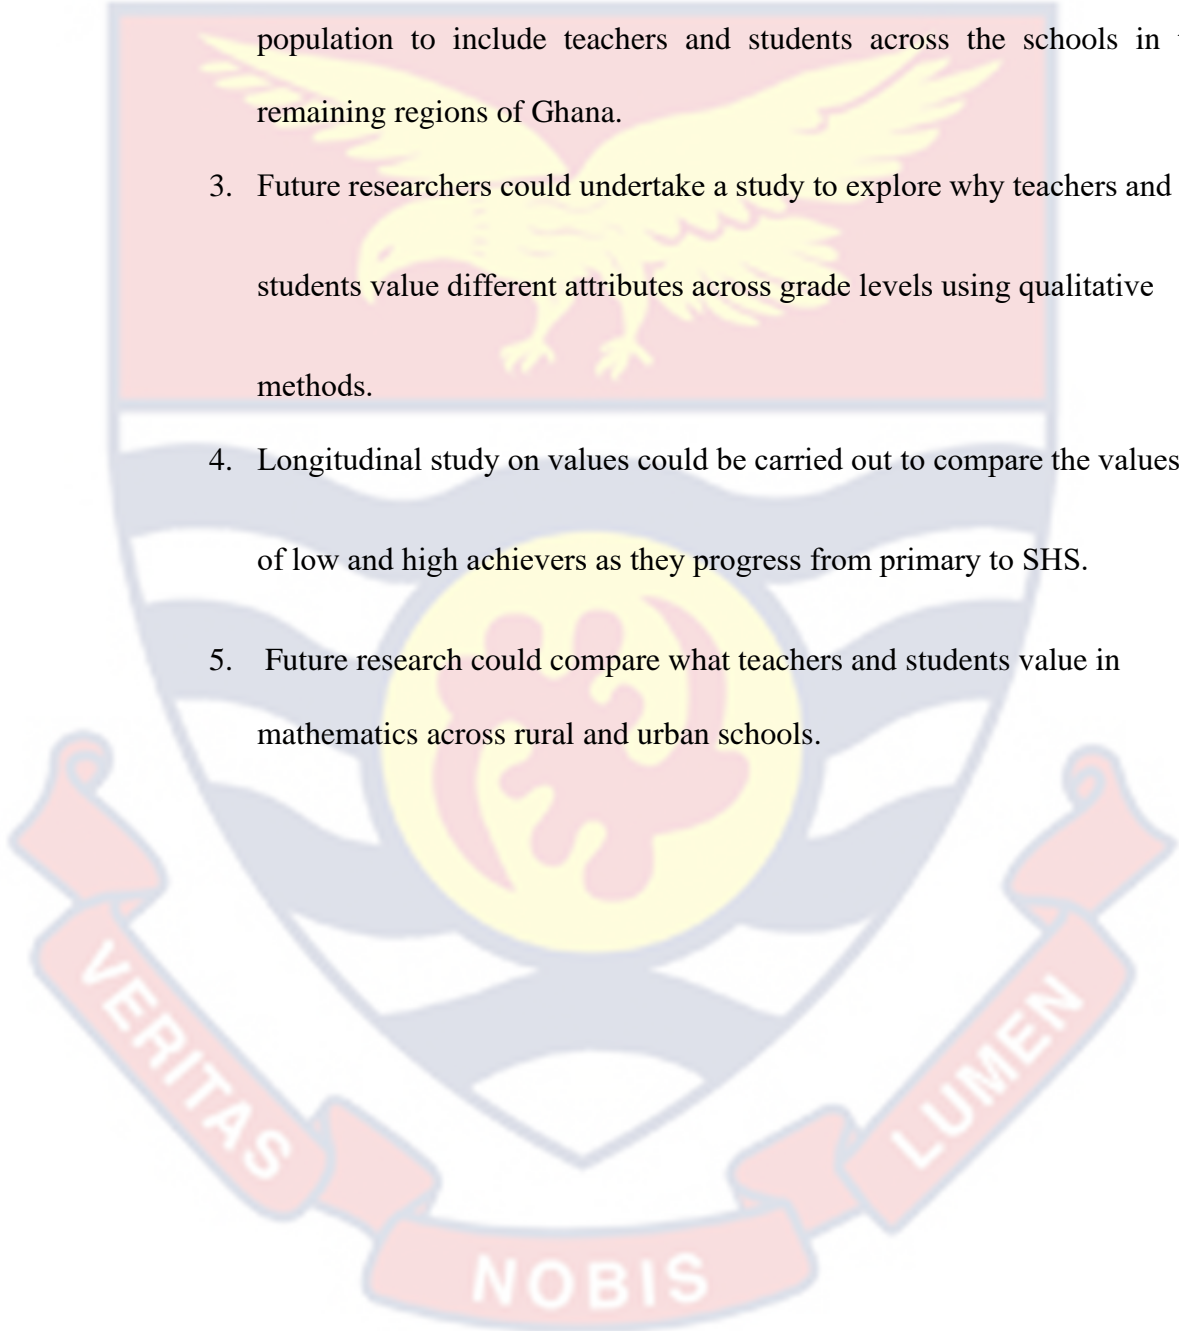 population to include teachers and students across the schools in
remaining regions of Ghana.
3. Future researchers could undertake a study to explore why teachers and
students value different attributes across grade levels using qualitative
methods.
4. Longitudinal study on values could be carried out to compare the values
of low and high achievers as they progress from primary to SHS.
5. Future research could compare what teachers and students value in
mathematics across rural and urban schools.
VERITAS
NOBIS
LUMEN